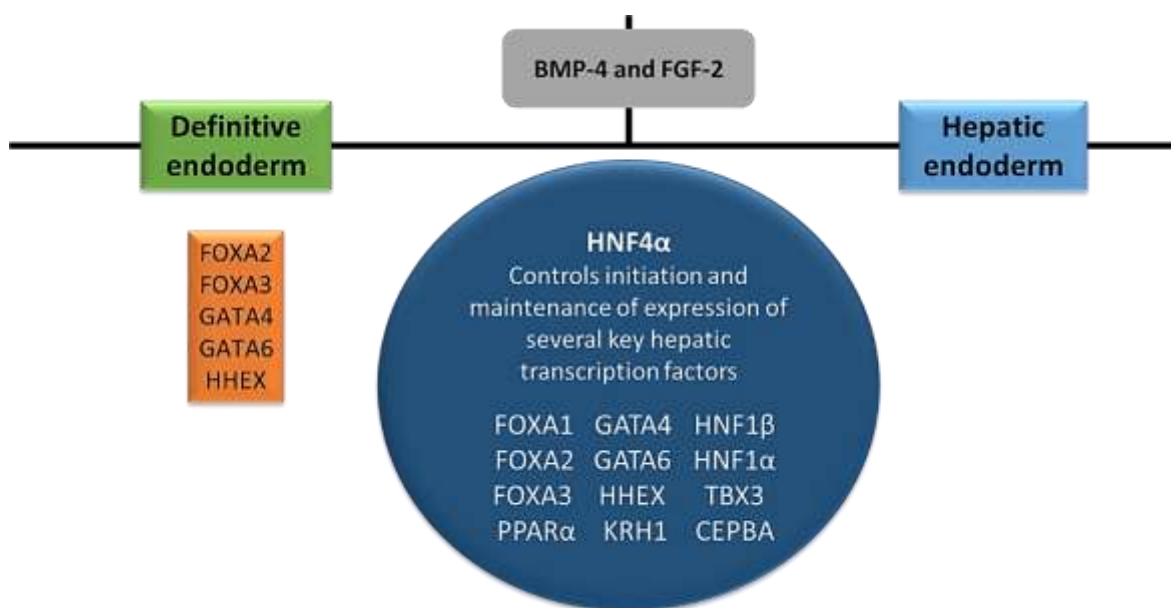 BMP-4 and FGF-2
Definitive
endoderm
Hepatic
endoderm
FOXA2
FOXA3
GATA4
GATA6
HHEX
HNF4α
Controls initiation and
maintenance of expression of
several key hepatic
transcription factors
FOXA1 GATA4 HNF1β
FOXA2 GATA6 HNF1α
FOXA3 HHEX TBX3
PPARα KRH1 CEPBA